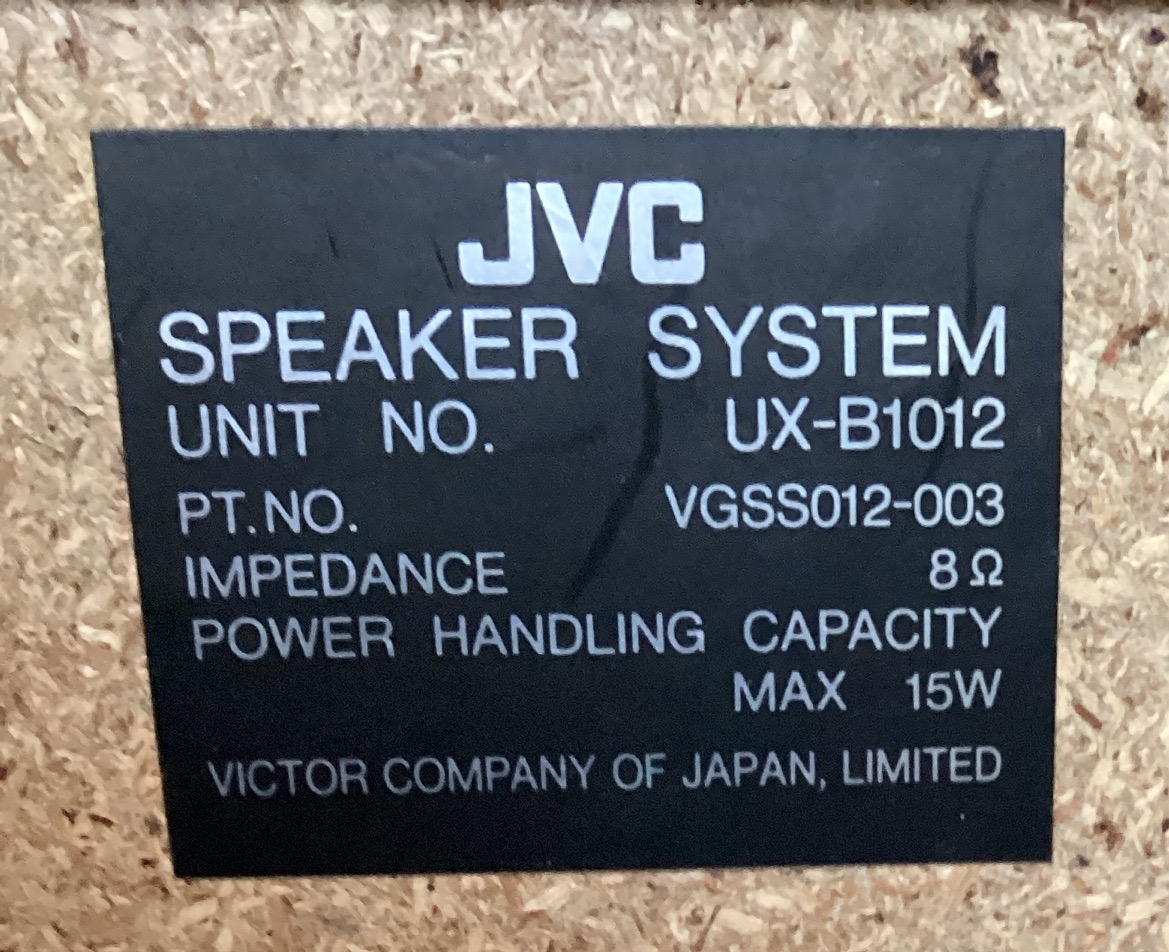 JVC
SPEAKER SYSTEM
UNIT NO. UX-B1012
PT.NO. VGSS012-003
IMPEDANCE 8Ω
POWER HANDLING CAPACITY
MAX 15W
VICTOR COMPANY OF JAPAN, LIMITED